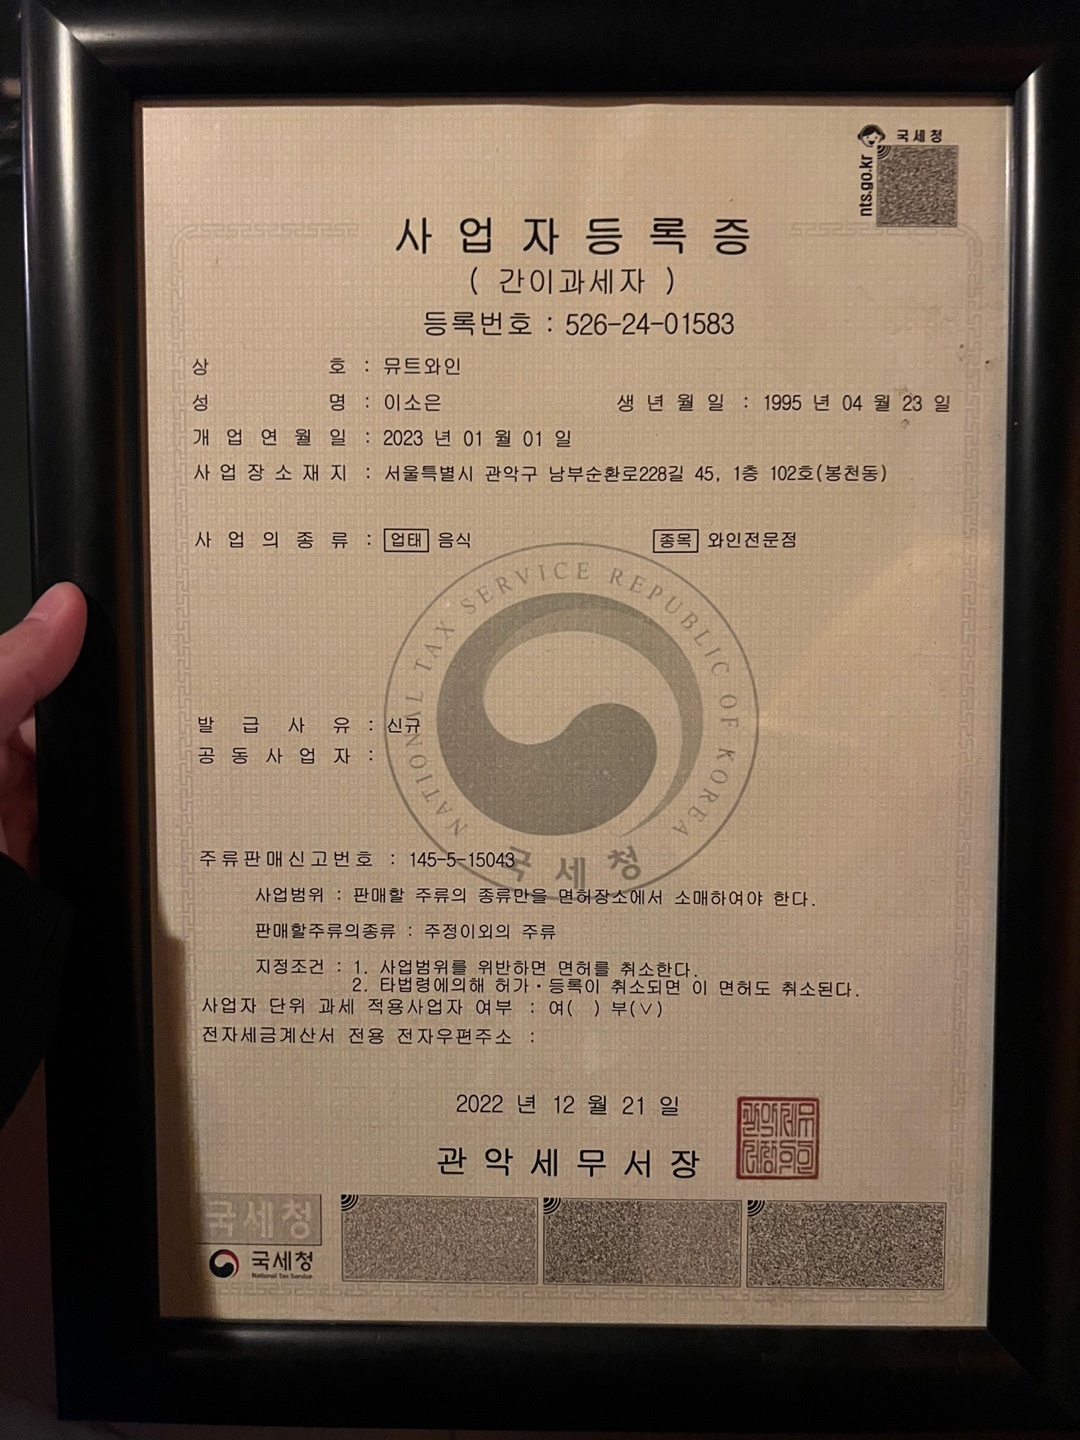 국세청
nts.go.kr
사업자등록증
( 간이과세자 )
등록번호 : 526-24-01583
상 호 : 뮤트와인
성 명 : 이소은 생 년 월 일 : 1995 년 04 월 23 일
개 업 연 월 일 : 2023 년 01 월 01 일
사 업 장 소 재 지 : 서울특별시 관악구 남부순환로228길 45, 1층 102호(봉천동)
사 업 의 종 류 : 업태 음식 종목 와인전문점
NATIONAL TAX SERVICE REPUBLIC OF KOREA
발 급 사 유 : 신규
공 동 사 업 자 :
주류판매신고번호 : 145-5-15043
국세청
사업범위 : 판매할 주류의 종류만을 면허장소에서 소매하여야 한다.
판매할주류의종류 : 주정이외의 주류
지정조건 : 1. 사업범위를 위반하면 면허를 취소한다.
2. 타법령에의해 허가·등록이 취소되면 이 면허도 취소된다.
사업자 단위 과세 적용사업자 여부 : 여( ) 부(∨)
전자세금계산서 전용 전자우편주소 :
2022 년 12 월 21 일
관악세무서장
국세청
국세청
National Tax Service